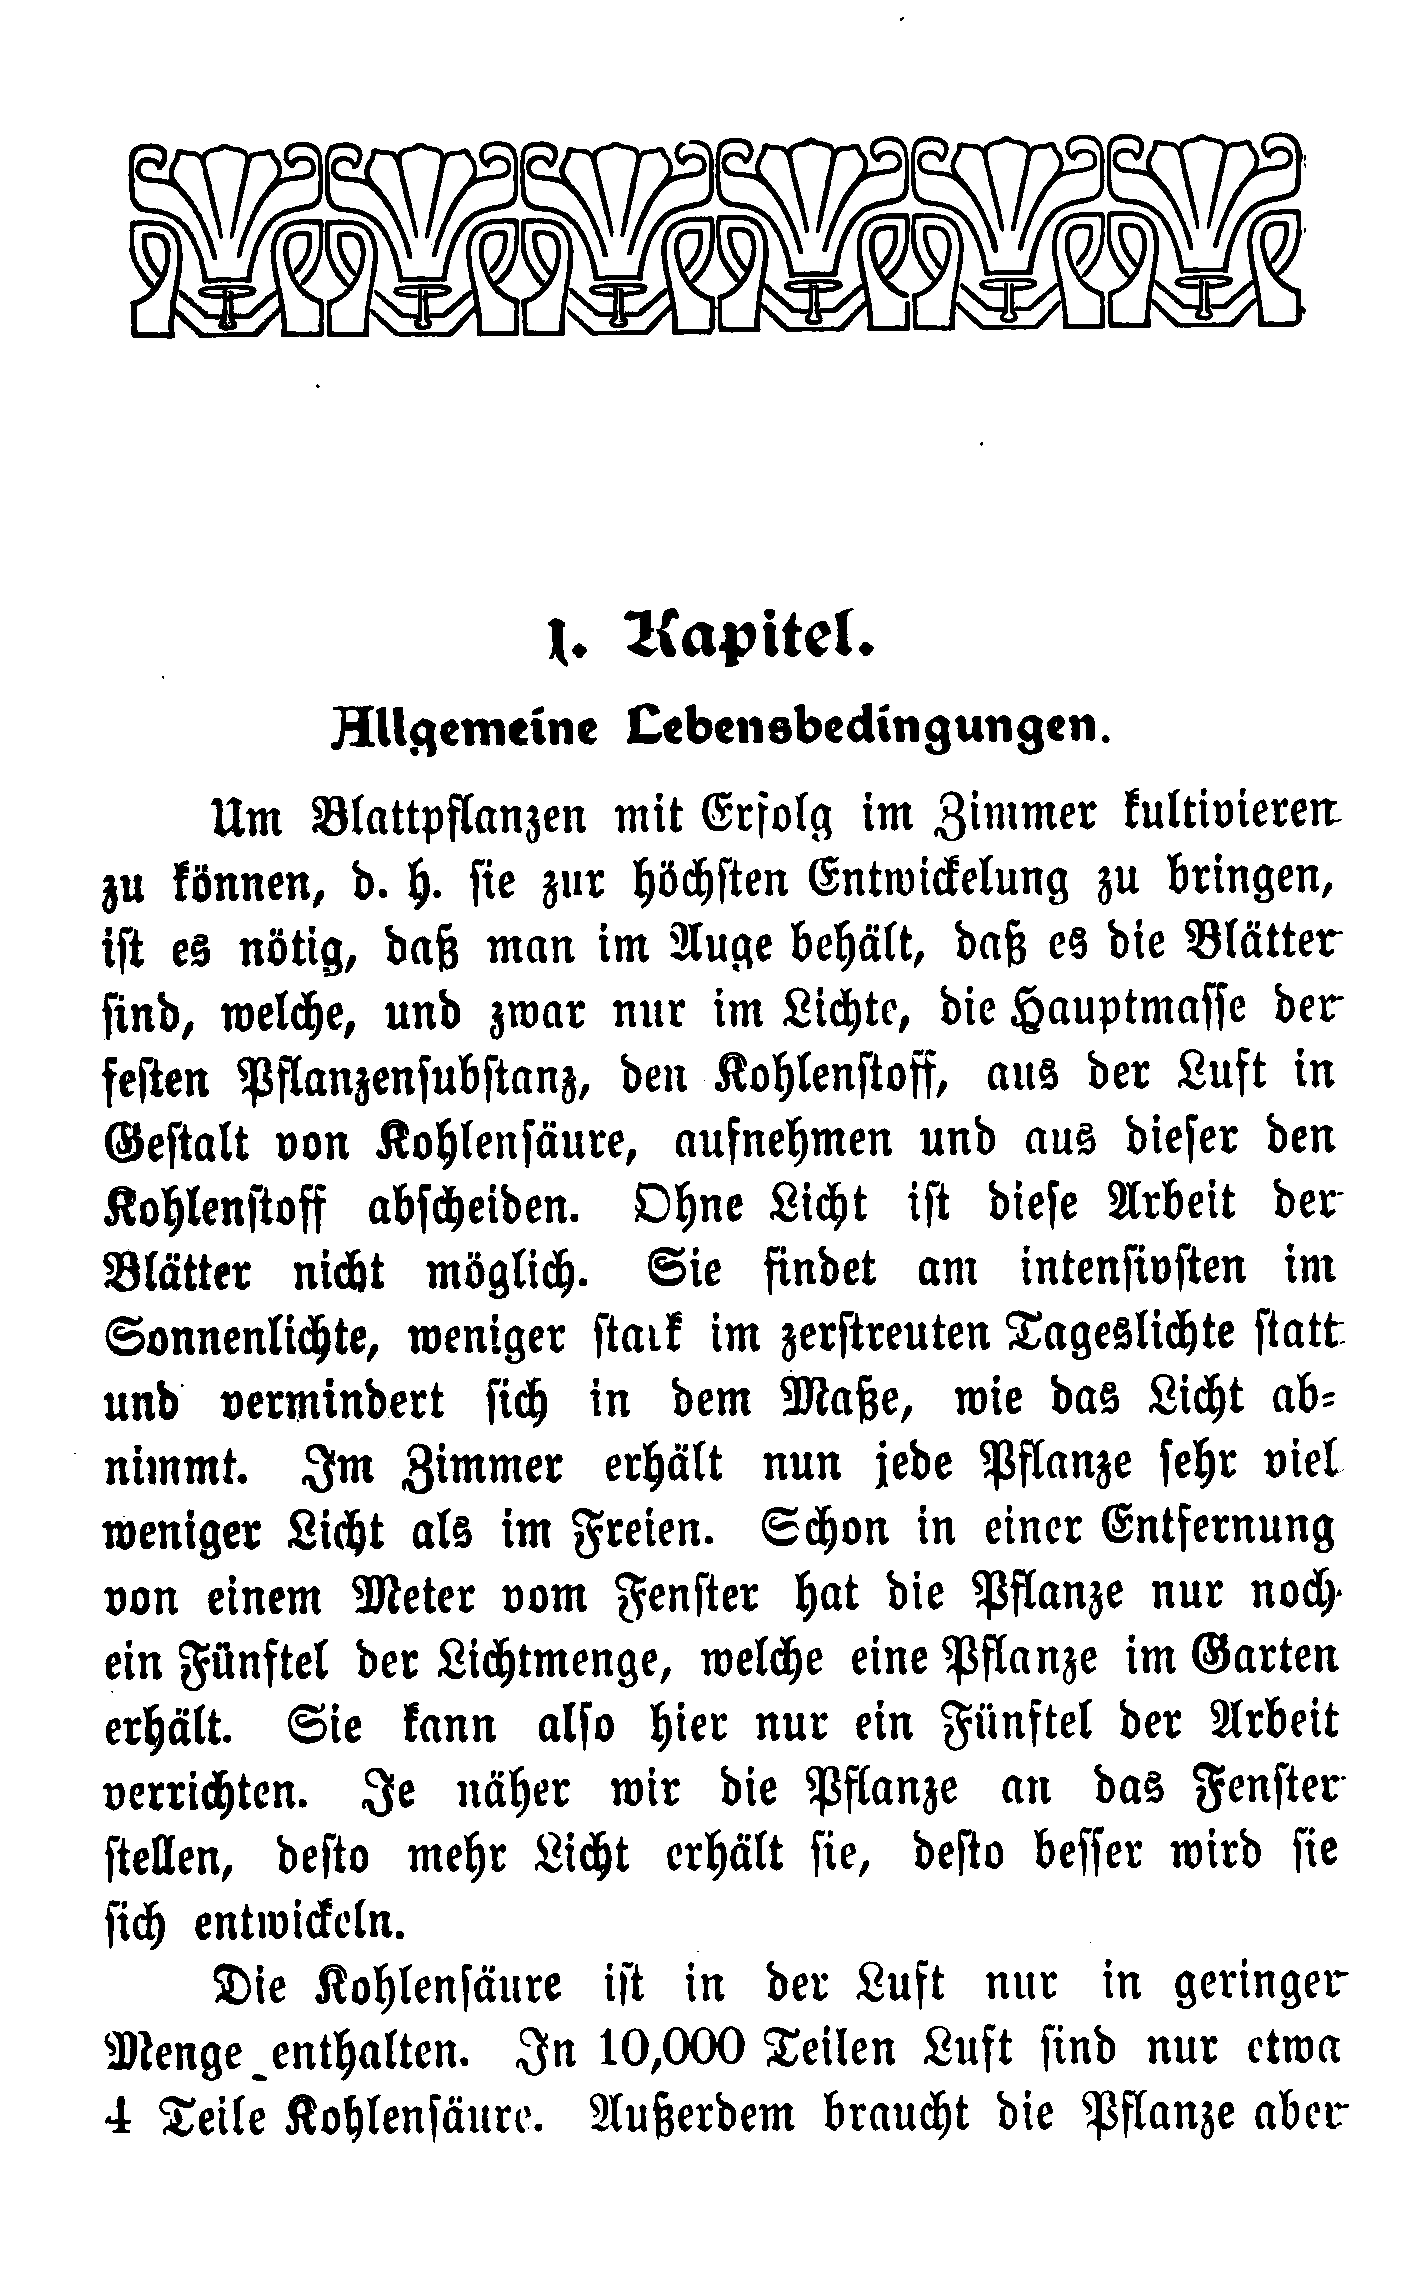 1. Kapitel.
Allgemeine Lebensbedingungen.
Um Blattpflanzen mit Erfolg im Zimmer kultivieren
zu können, d. h. sie zur höchsten Entwickelung zu bringen,
ist es nötig, daß man im Auge behält, daß es die Blätter
sind, welche, und zwar nur im Lichte, die Hauptmasse der
festen Pflanzensubstanz, den Kohlenstoff, aus der Luft in
Gestalt von Kohlensäure, aufnehmen und aus dieser den
Kohlenstoff abscheiden. Ohne Licht ist diese Arbeit der
Blätter nicht möglich. Sie findet am intensivsten im
Sonnenlichte, weniger stark im zerstreuten Tageslichte statt
und vermindert sich in dem Maße, wie das Licht ab-
nimmt. Im Zimmer erhält nun jede Pflanze sehr viel
weniger Licht als im Freien. Schon in einer Entfernung
von einem Meter vom Fenster hat die Pflanze nur noch
ein Fünftel der Lichtmenge, welche eine Pflanze im Garten
erhält. Sie kann also hier nur ein Fünftel der Arbeit
verrichten. Je näher wir die Pflanze an das Fenster
stellen, desto mehr Licht erhält sie, desto besser wird sie
sich entwickeln.
Die Kohlensäure ist in der Luft nur in geringer
Menge enthalten. In 10,000 Teilen Luft sind nur etwa
4 Teile Kohlensäure. Außerdem braucht die Pflanze aber